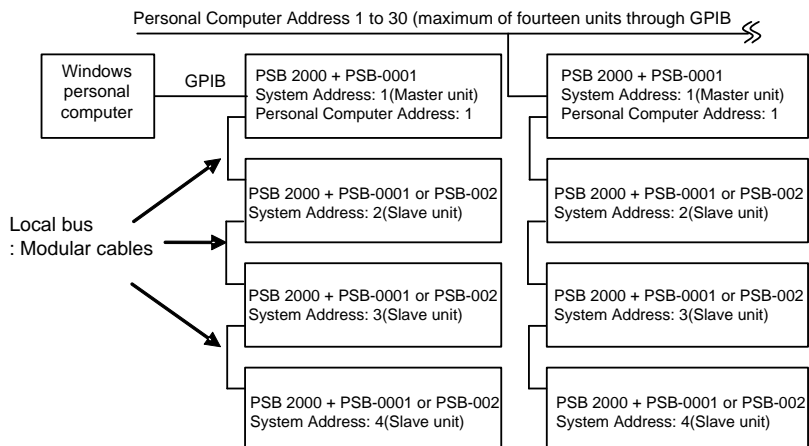 Personal Computer Address 1 to 30 (maximum of fourteen units through GPIB
Windows
personal
computer
GPIB
PSB 2000 + PSB-0001
System Address: 1(Master unit)
Personal Computer Address: 1
PSB 2000 + PSB-0001
System Address: 1(Master unit)
Personal Computer Address: 1
PSB 2000 + PSB-0001 or PSB-002
System Address: 2(Slave unit)
PSB 2000 + PSB-0001 or PSB-002
System Address: 2(Slave unit)
Local bus
: Modular cables
PSB 2000 + PSB-0001 or PSB-002
System Address: 3(Slave unit)
PSB 2000 + PSB-0001 or PSB-002
System Address: 3(Slave unit)
PSB 2000 + PSB-0001 or PSB-002
System Address: 4(Slave unit)
PSB 2000 + PSB-0001 or PSB-002
System Address: 4(Slave unit)